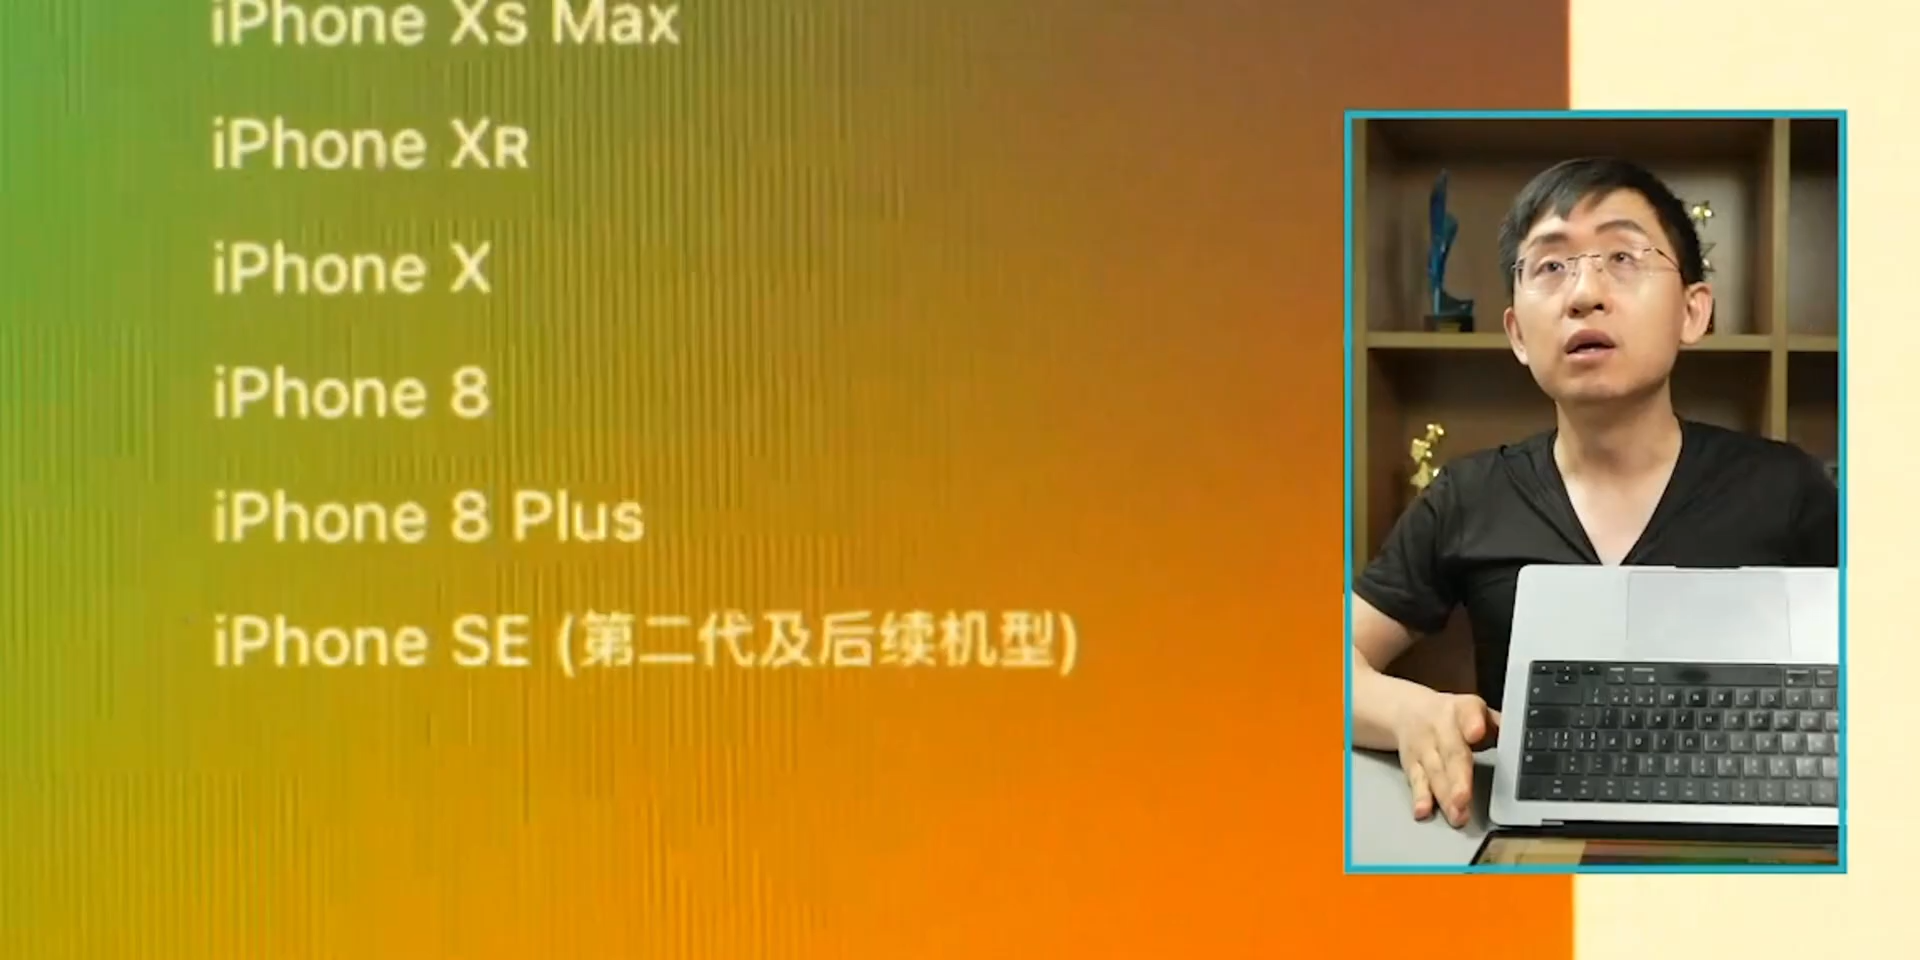 iPhone Xs Max
iPhone XR
iPhone X
iPhone 8
iPhone 8 Plus
iPhone SE (第二代及后续机型)